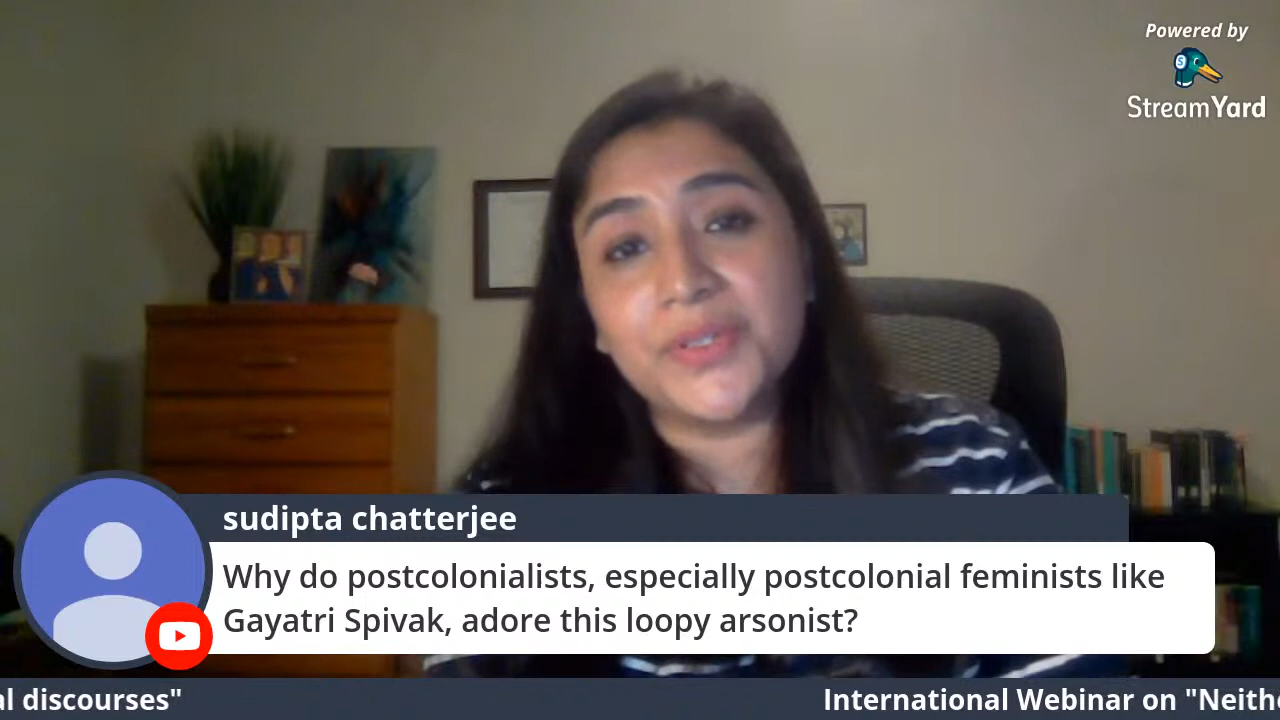 Powered by
S
StreamYard
sudipta chatterjee
Why do postcolonialists, especially postcolonial feminists like
Gayatri Spivak, adore this loopy arsonist?
al discourses"
International Webinar on "Neithe